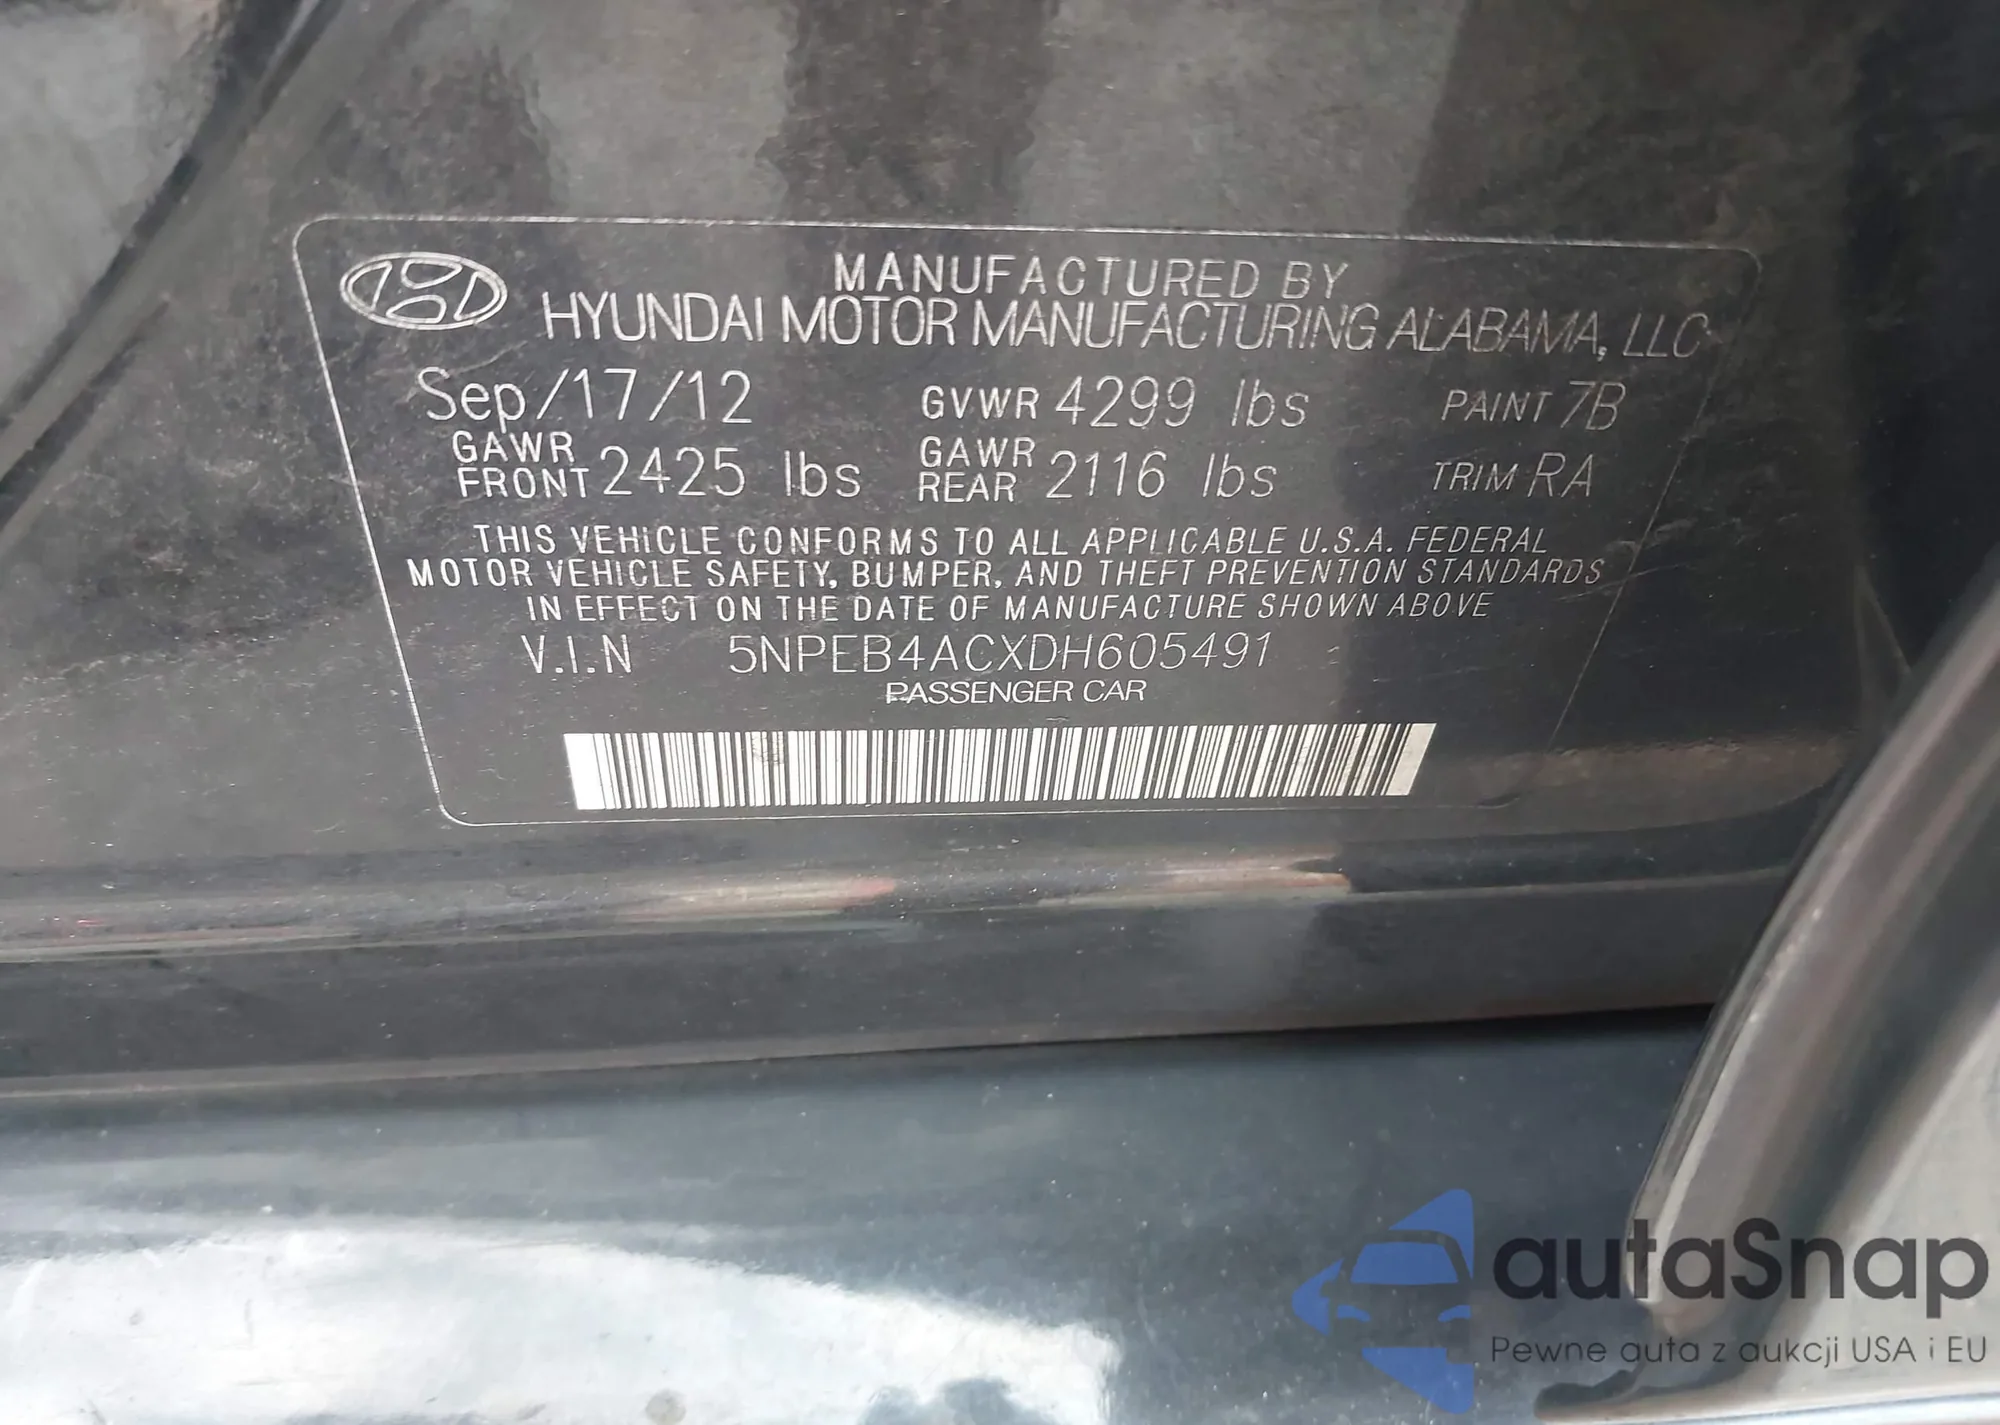 MANUFACTURED BY
HYUNDAI MOTOR MANUFACTURING ALABAMA, LLC
Sep/17/12 GVWR 4299 lbs PAINT 7B
GAWR FRONT 2425 lbs GAWR REAR 2116 lbs TRIM RA
THIS VEHICLE CONFORMS TO ALL APPLICABLE U.S.A. FEDERAL
MOTOR VEHICLE SAFETY, BUMPER, AND THEFT PREVENTION STANDARDS
IN EFFECT ON THE DATE OF MANUFACTURE SHOWN ABOVE
V.I.N 5NPEB4ACXDH605491
PASSENGER CAR
autaSnap
Pewne auta z aukcji USA i EU